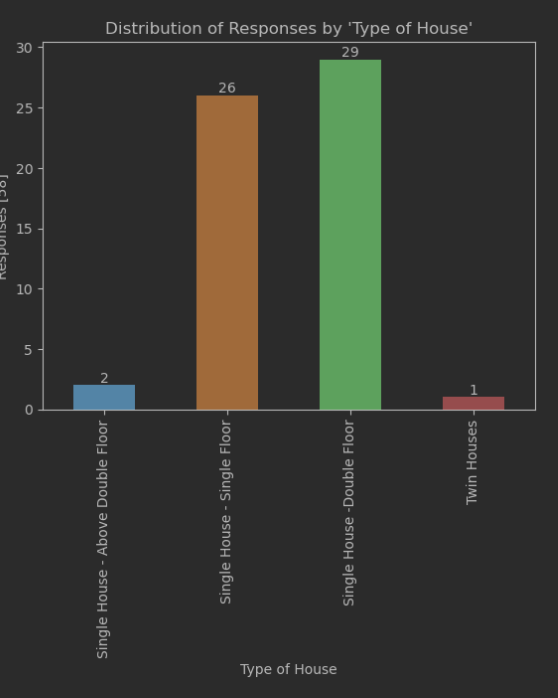 Distribution of Responses by 'Type of House'
Responses [58]
30
25
20
15
10
5
0
2
26
29
1
Single House - Above Double Floor
Single House - Single Floor
Single House -Double Floor
Twin Houses
Type of House